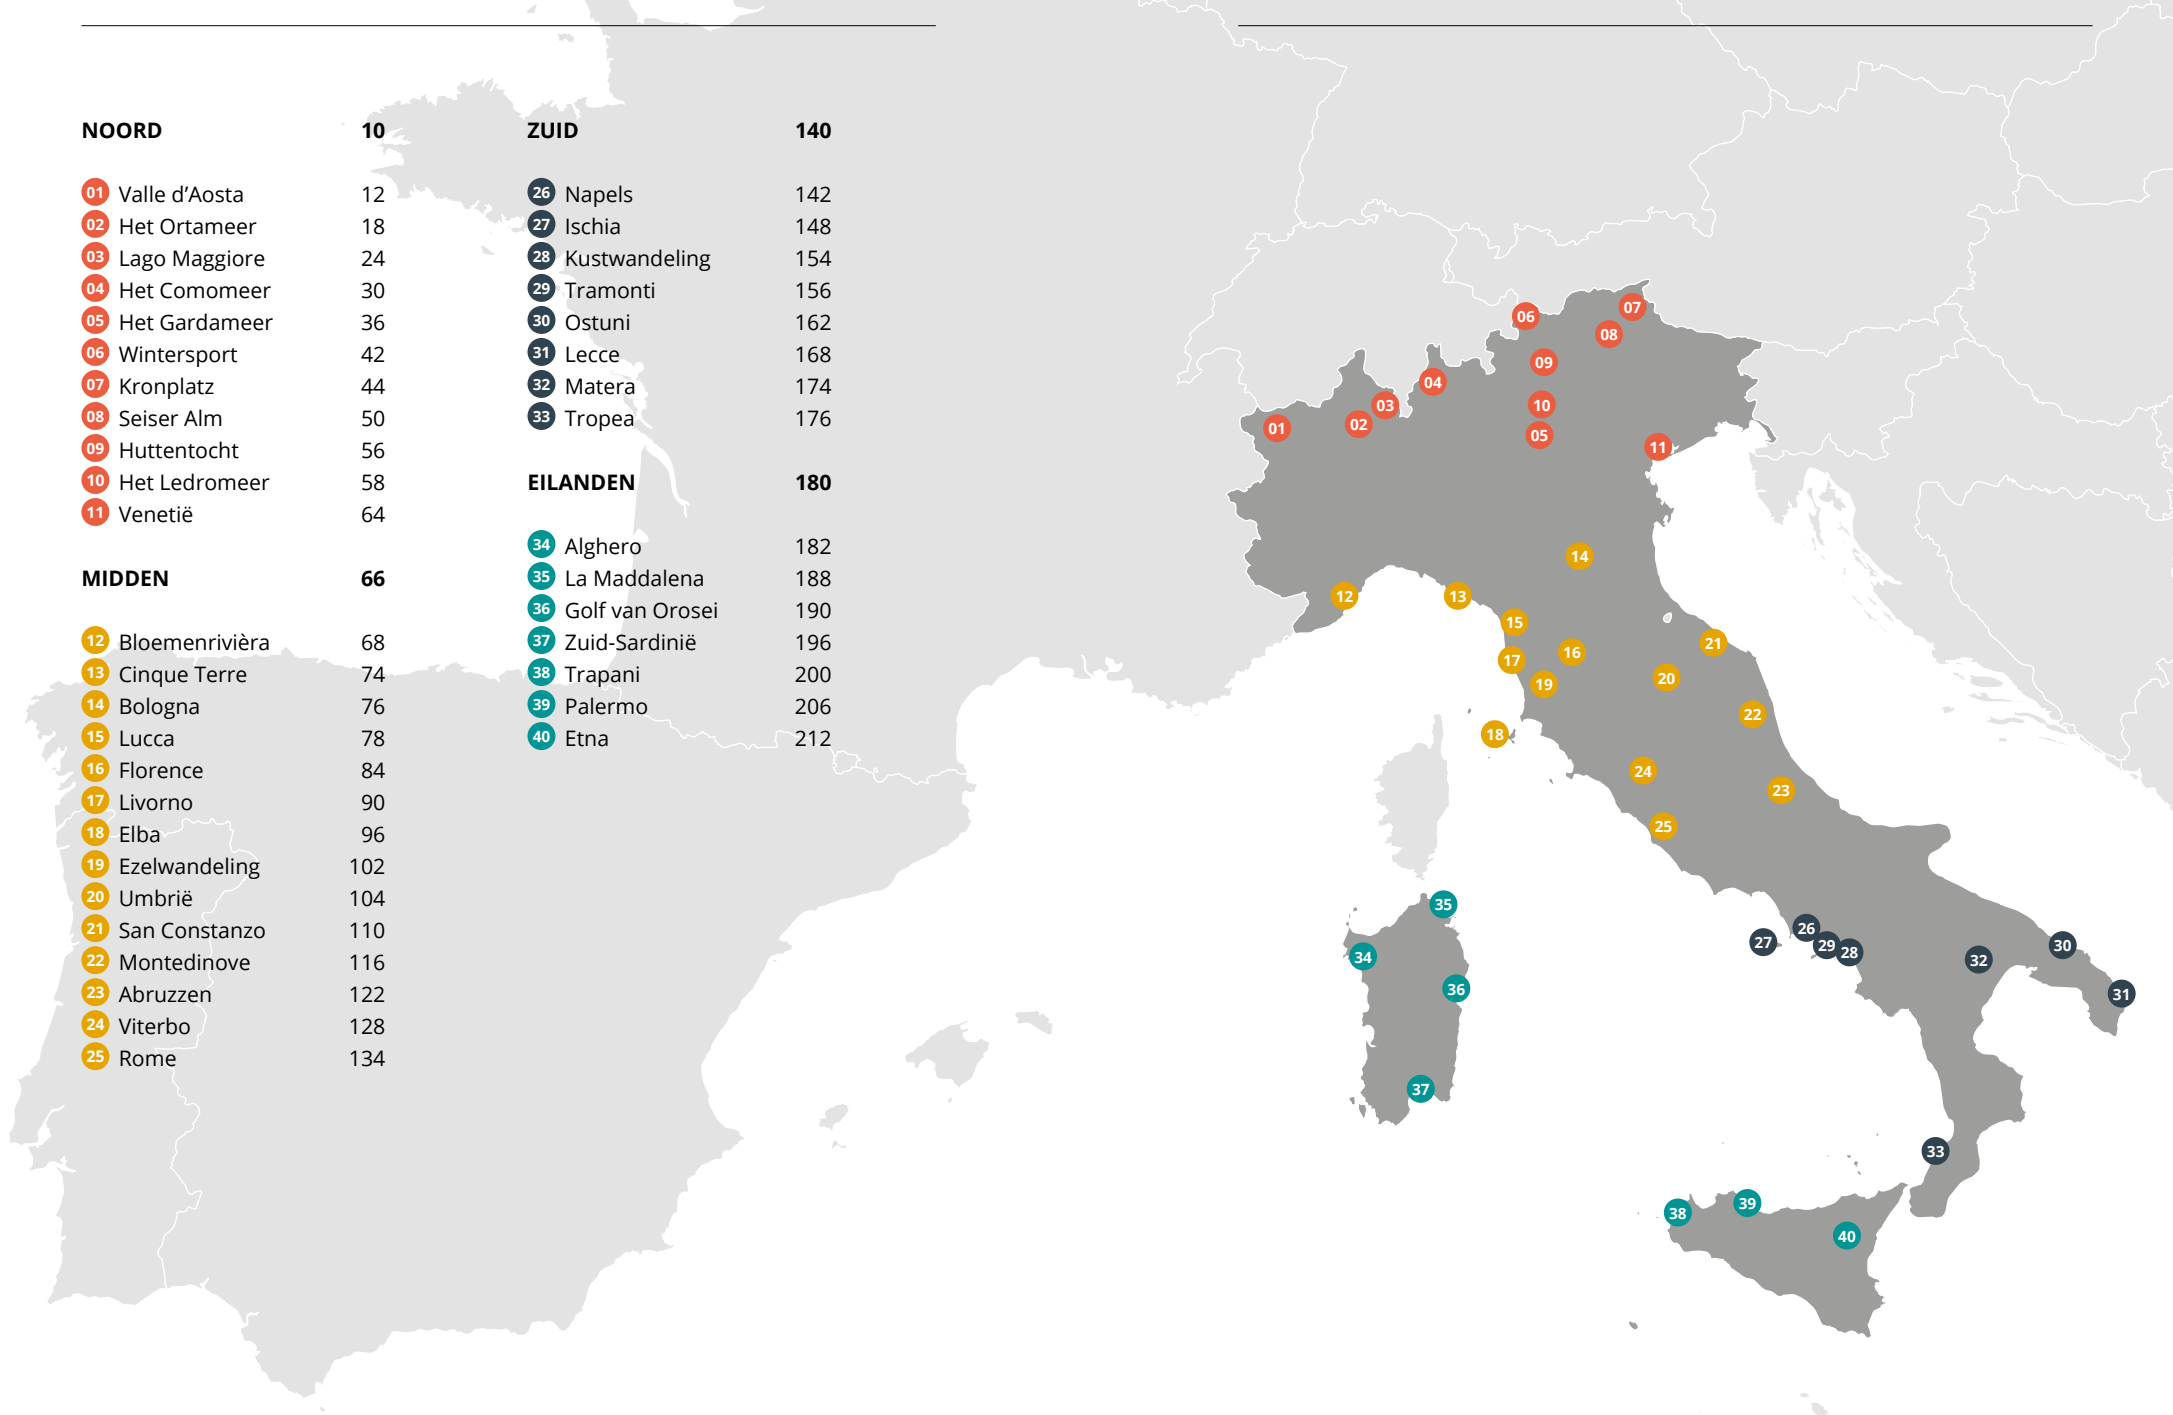 NOORD 10
01 Valle d’Aosta 12
02 Het Ortameer 18
03 Lago Maggiore 24
04 Het Comomeer 30
05 Het Gardameer 36
06 Wintersport 42
07 Kronplatz 44
08 Seiser Alm 50
09 Huttentocht 56
10 Het Ledromeer 58
11 Venetië 64
MIDDEN 66
12 Bloemenrivièra 68
13 Cinque Terre 74
14 Bologna 76
15 Lucca 78
16 Florence 84
17 Livorno 90
18 Elba 96
19 Ezelwandeling 102
20 Umbrië 104
21 San Constanzo 110
22 Montedinove 116
23 Abruzzen 122
24 Viterbo 128
25 Rome 134
ZUID 140
26 Napels 142
27 Ischia 148
28 Kustwandeling 154
29 Tramonti 156
30 Ostuni 162
31 Lecce 168
32 Matera 174
33 Tropea 176
EILANDEN 180
34 Alghero 182
35 La Maddalena 188
36 Golf van Orosei 190
37 Zuid-Sardinië 196
38 Trapani 200
39 Palermo 206
40 Etna 212
07
06
08
09
04
10
03
02
01
05
11
14
12
13
15
21
16
17
20
19
22
18
24
23
25
35
26
27
29
28
30
34
32
36
31
37
33
39
38
40